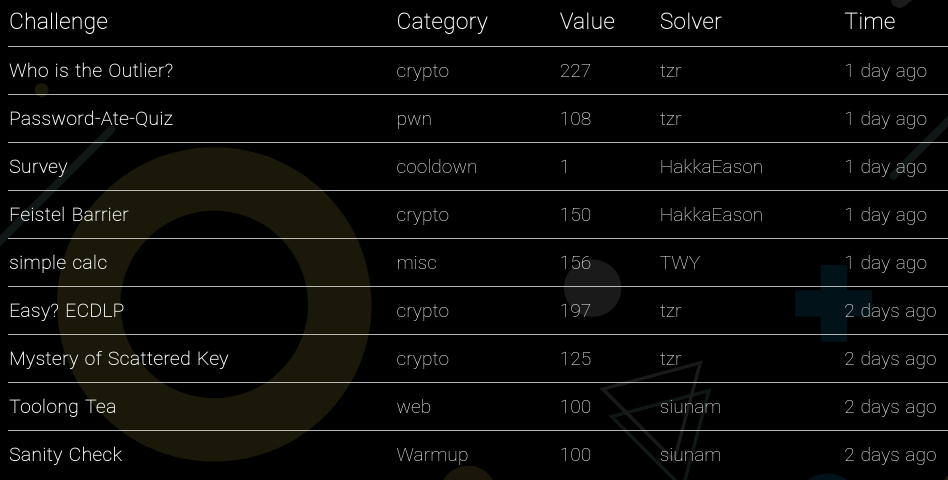 Challenge Category Value Solver Time
Who is the Outlier? crypto 227 tzr 1 day ago
Password-Ate-Quiz pwn 108 tzr 1 day ago
Survey cooldown 1 HakkaEason 1 day ago
Feistel Barrier crypto 150 HakkaEason 1 day ago
simple calc misc 156 TWY 1 day ago
Easy? ECDLP crypto 197 tzr 2 days ago
Mystery of Scattered Key crypto 125 tzr 2 days ago
Toolong Tea web 100 siunam 2 days ago
Sanity Check Warmup 100 siunam 2 days ago